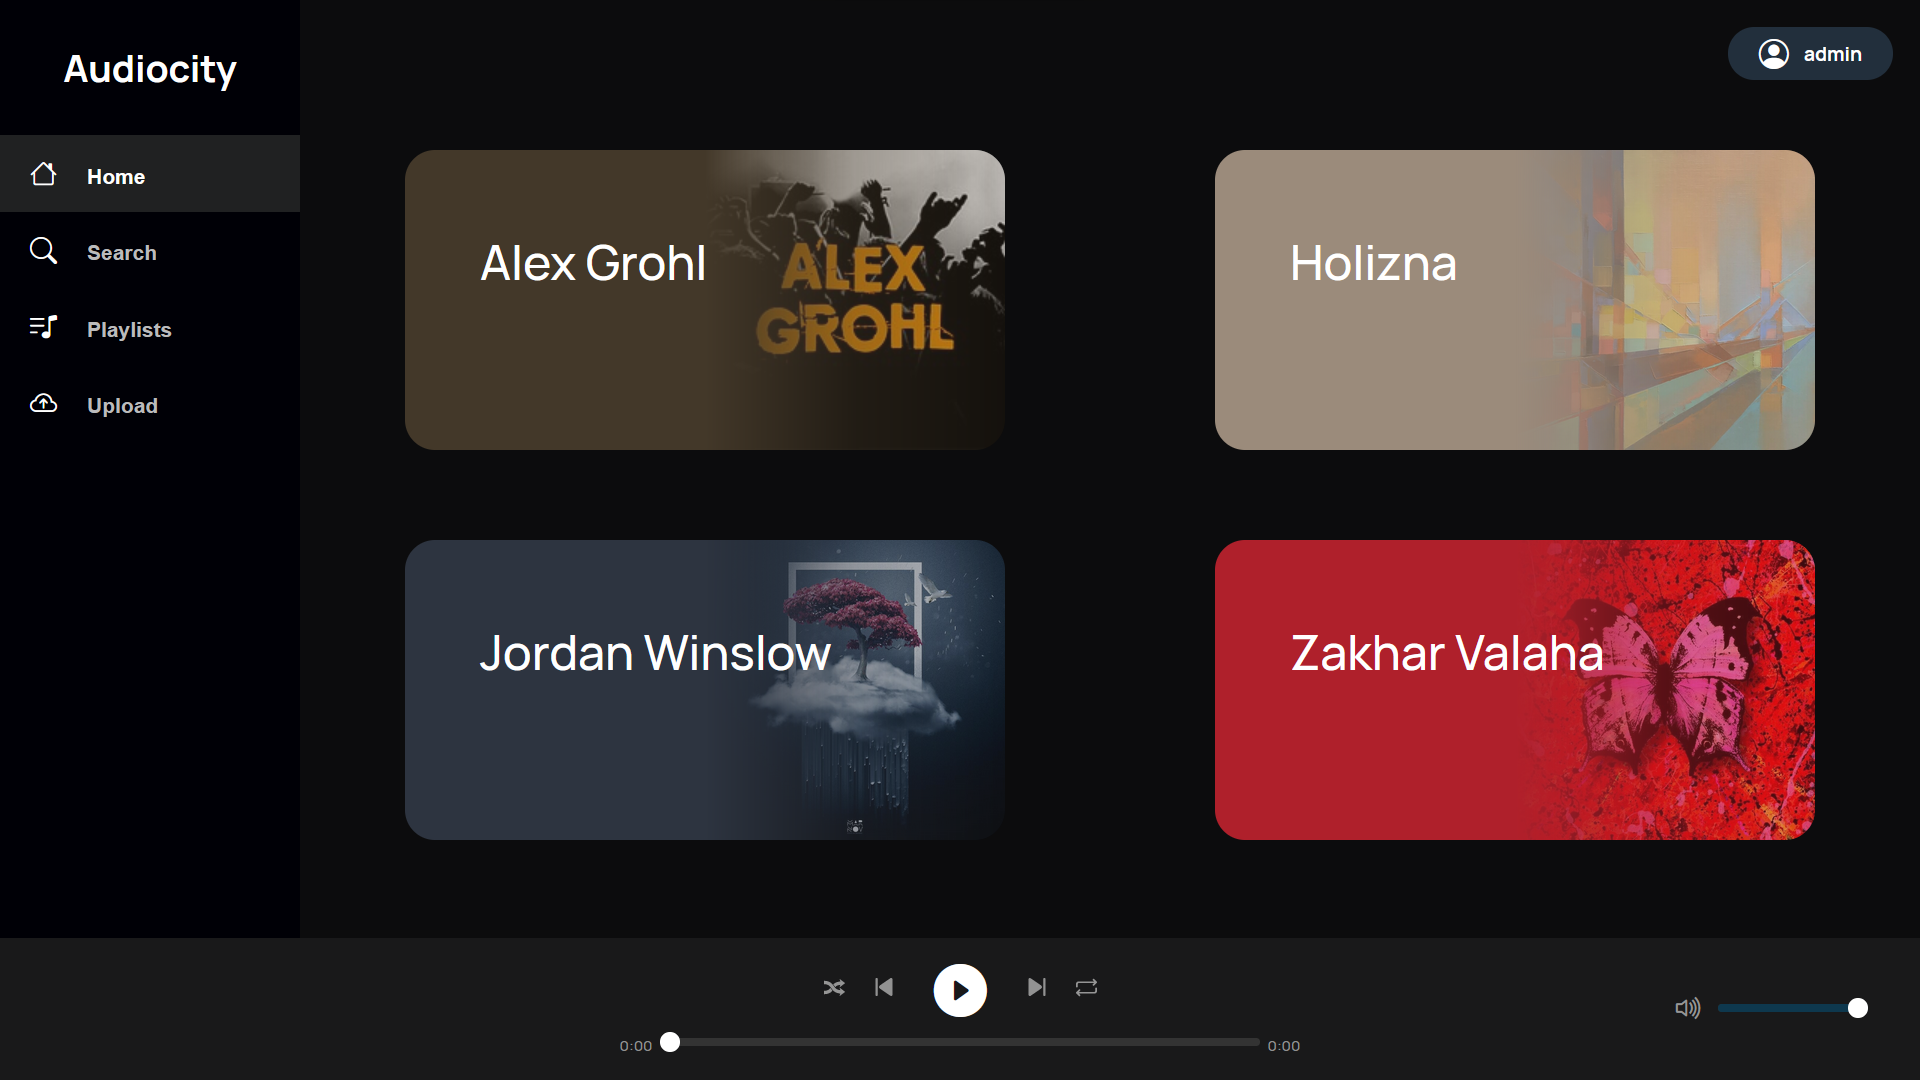 Audiocity
admin
Home
Search
Playlists
Upload
Alex Grohl
ALEX
GROHL
Holizna
Jordan Winslow
Zakhar Valaha
0:00
0:00